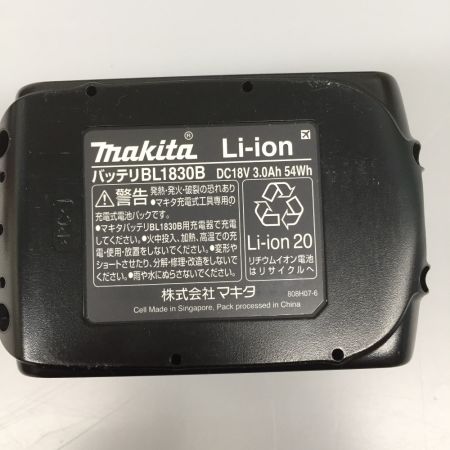 makita® Li-ion
バッテリBL1830B DC18V 3.0Ah 54Wh
警告 発熱・発火・破裂の恐れあり
●マキタ充電式工具専用の
充電式電池パックです。
●マキタバッテリBL1830B用充電器で充電
してください。●火中投入、加熱、高温での充
電・使用・放置をしないでください。●変形や
ショートさせたり、分解・修理・改造をしないで
ください。●雨や水にぬらさないでください。
Li-ion 20
リチウムイオン電池
はリサイクルへ
株式会社マキタ 808H07-6
Cell Made in Singapore, Pack processed in China